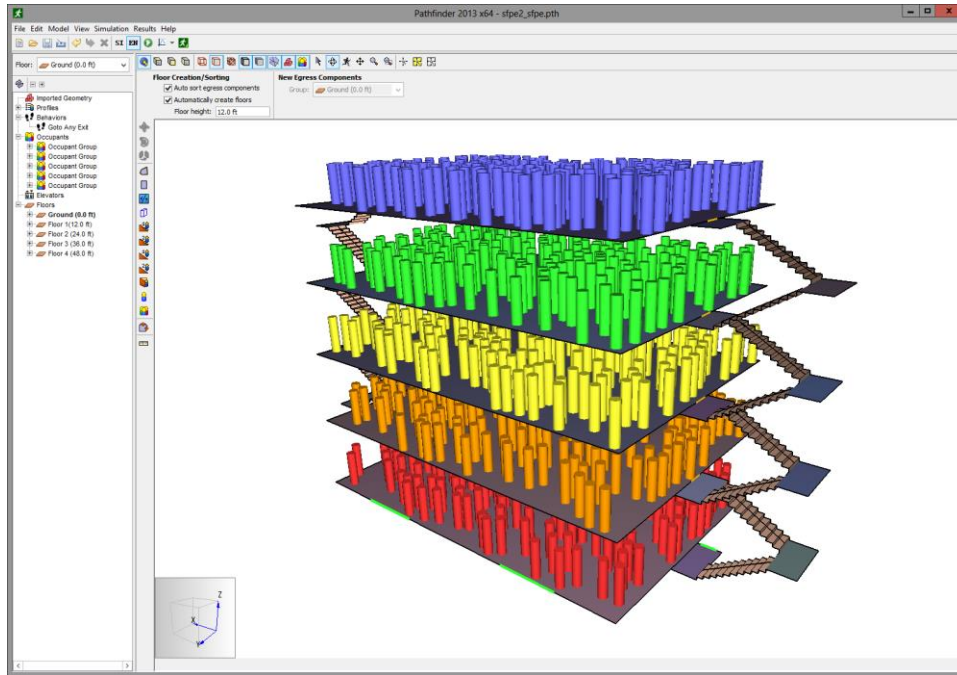 Pathfinder 2013 x64 - sfpe2_sfpe.pth
File Edit Model View Simulation Results Help
SI EN
Floor: Ground (0.0 ft)
Floor Creation/Sorting
Auto sort egress components
Automatically create floors
Floor height: 12.0 ft
New Egress Components
Group: Ground (0.0 ft)
Imported Geometry
Profiles
Behaviors
Goto Any Exit
Occupants
Occupant Group
Occupant Group
Occupant Group
Occupant Group
Occupant Group
Elevators
Floors
Ground (0.0 ft)
Floor 1(12.0 ft)
Floor 2 (24.0 ft)
Floor 3 (36.0 ft)
Floor 4 (48.0 ft)
Z
X
Y